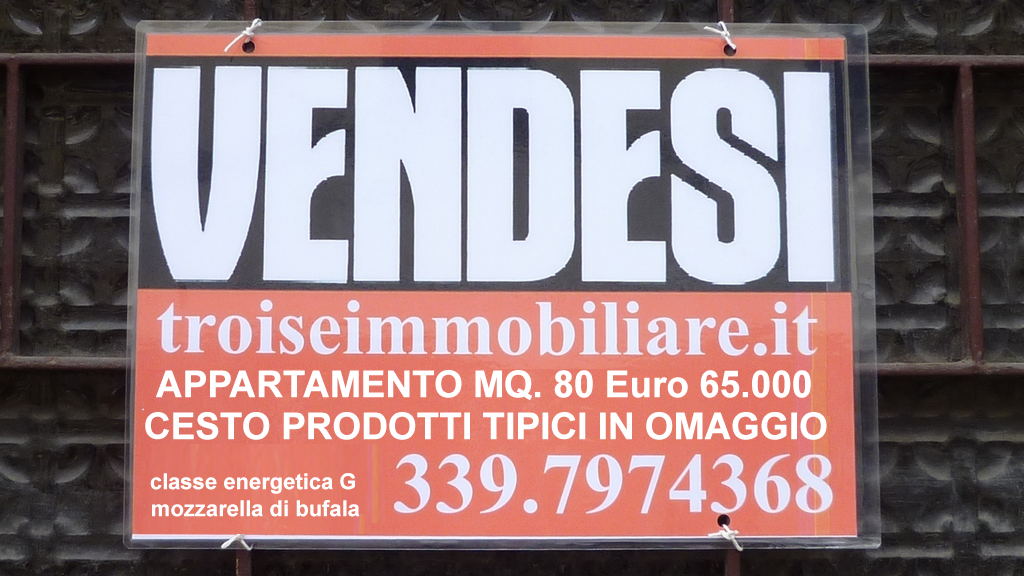 VENDESI
troiseimmobiliare.it
APPARTAMENTO MQ. 80 Euro 65.000
CESTO PRODOTTI TIPICI IN OMAGGIO
classe energetica G
mozzarella di bufala
339.7974368